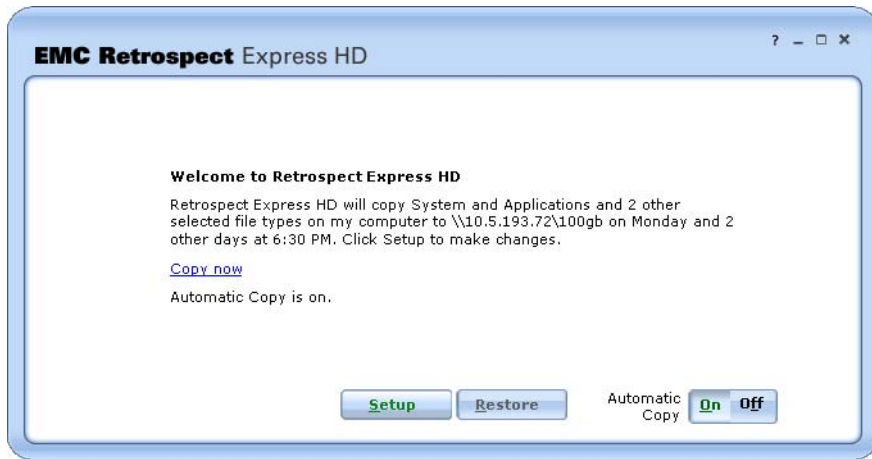 ? _ □ ×
EMC Retrospect Express HD
Welcome to Retrospect Express HD
Retrospect Express HD will copy System and Applications and 2 other
selected file types on my computer to \\10.5.193.72\100gb on Monday and 2
other days at 6:30 PM. Click Setup to make changes.
Copy now
Automatic Copy is on.
Setup Restore
Automatic
Copy
On Off